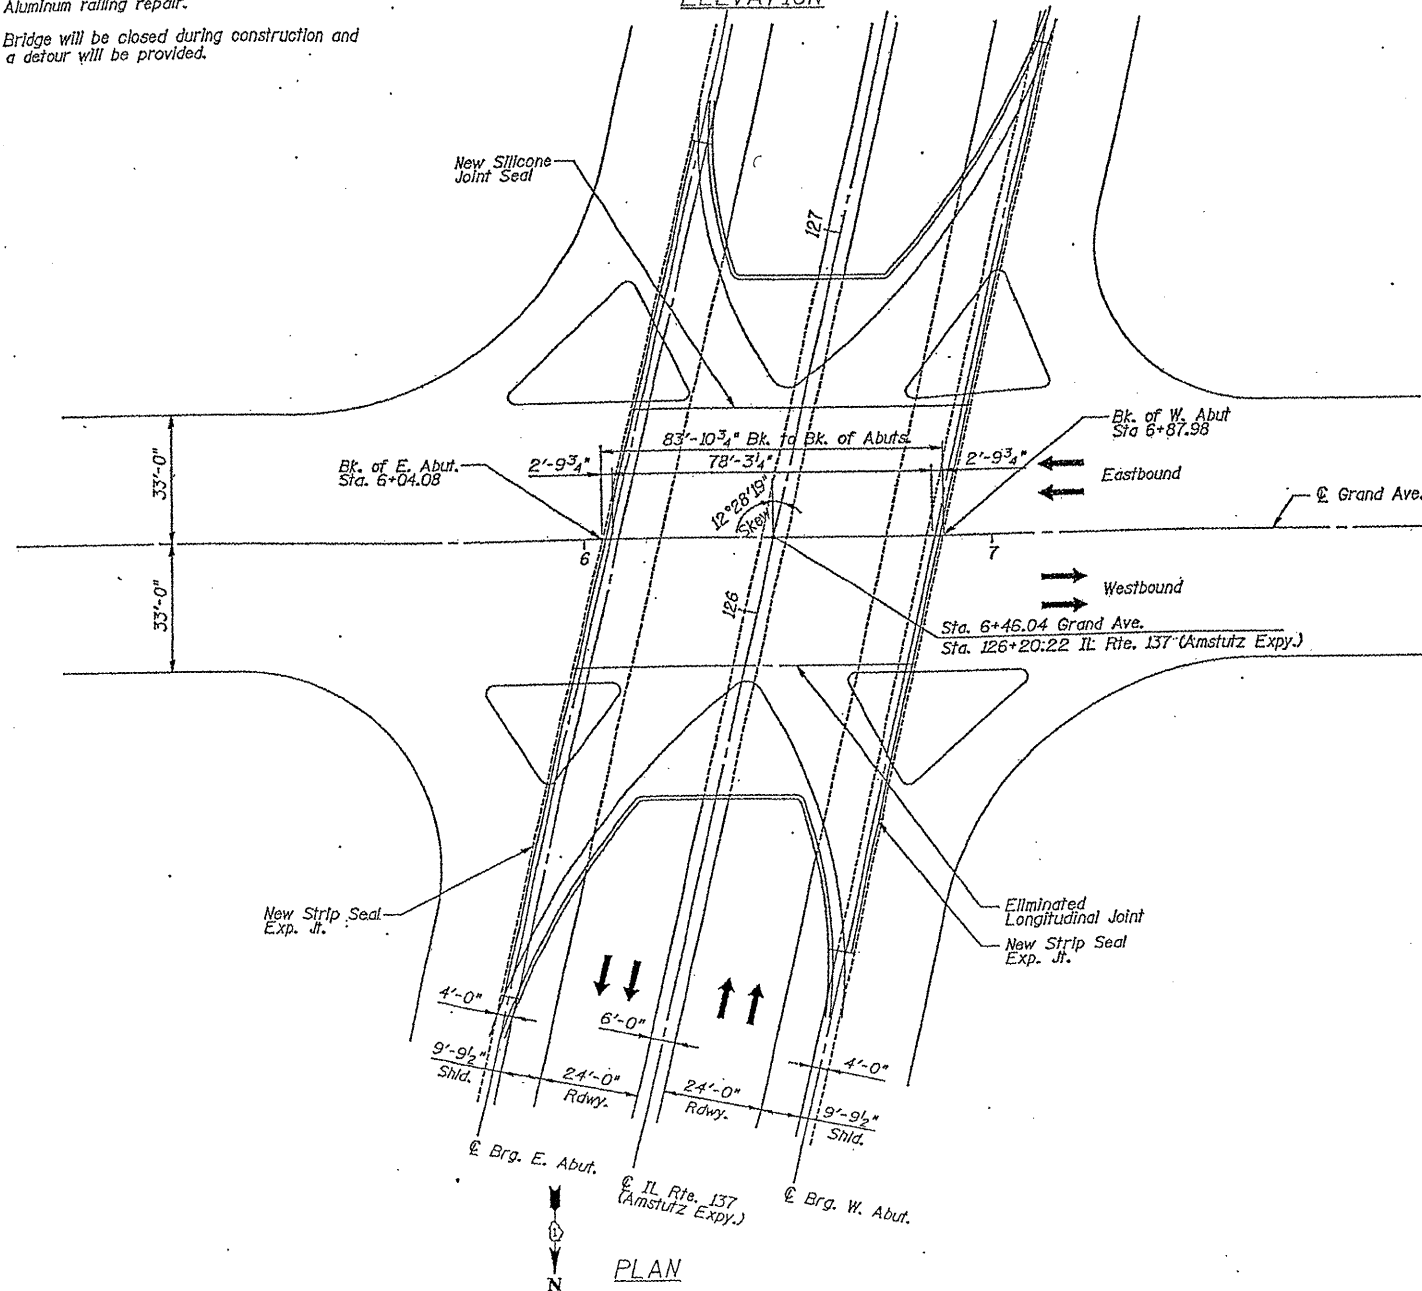 Aluminum railing repair.
ELEVATION
Bridge will be closed during construction and
a detour will be provided.
New Silicone
Joint Seal
127
83'-10¾" Bk. to Bk. of Abuts.
2'-9¾"
78'-3¼"
2'-9¾"
Bk. of W. Abut
Sta 6+87.98
Bk. of E. Abut.
Sta. 6+04.08
Eastbound
33'-0"
12°28'19"
Skew
℄ Grand Ave.
6
7
33'-0"
126
Westbound
Sta. 6+46.04 Grand Ave.
Sta. 126+20.22 IL Rte. 137 (Amstutz Expy.)
New Strip Seal
Exp. Jt.
Eliminated
Longitudinal Joint
New Strip Seal
Exp. Jt.
4'-0"
6'-0"
4'-0"
9'-9½"
Shld.
24'-0"
Rdwy.
24'-0"
Rdwy.
9'-9½"
Shld.
℄ Brg. E. Abut.
℄ IL Rte. 137
(Amstutz Expy.)
℄ Brg. W. Abut.
1
N
PLAN